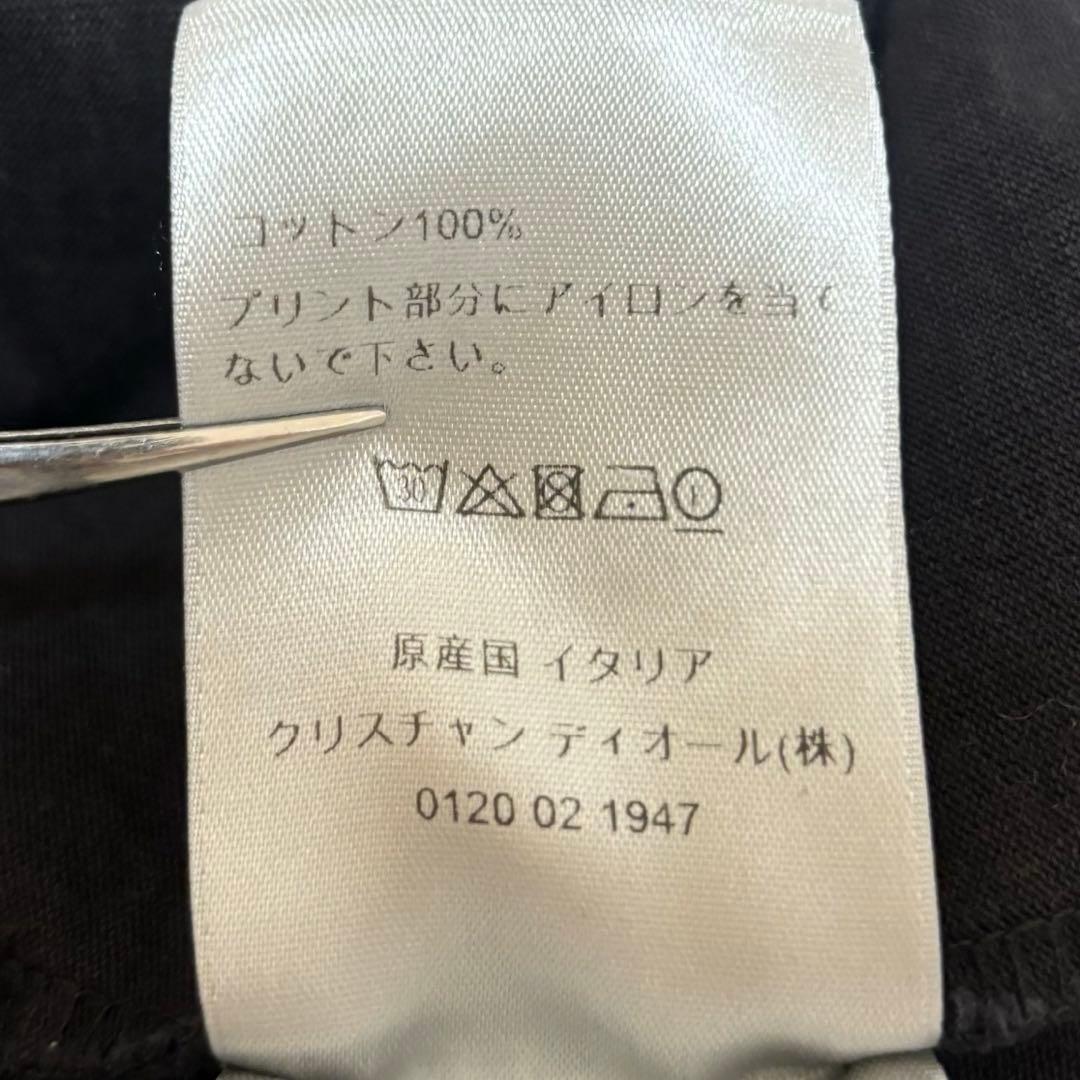 コットン100%
プリント部分にアイロンを当て
ないで下さい。
30
原産国 イタリア
クリスチャン ディオール(株)
0120 02 1947